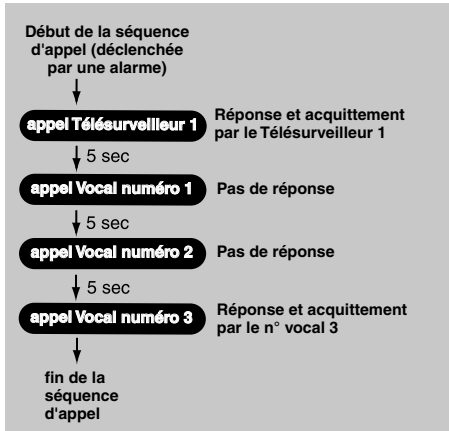 Début de la séquence
d'appel (déclenchée
par une alarme)
appel Télésurveilleur 1
Réponse et acquittement
par le Télésurveilleur 1
5 sec
appel Vocal numéro 1
Pas de réponse
5 sec
appel Vocal numéro 2
Pas de réponse
5 sec
appel Vocal numéro 3
Réponse et acquittement
par le n° vocal 3
fin de la
séquence
d'appel